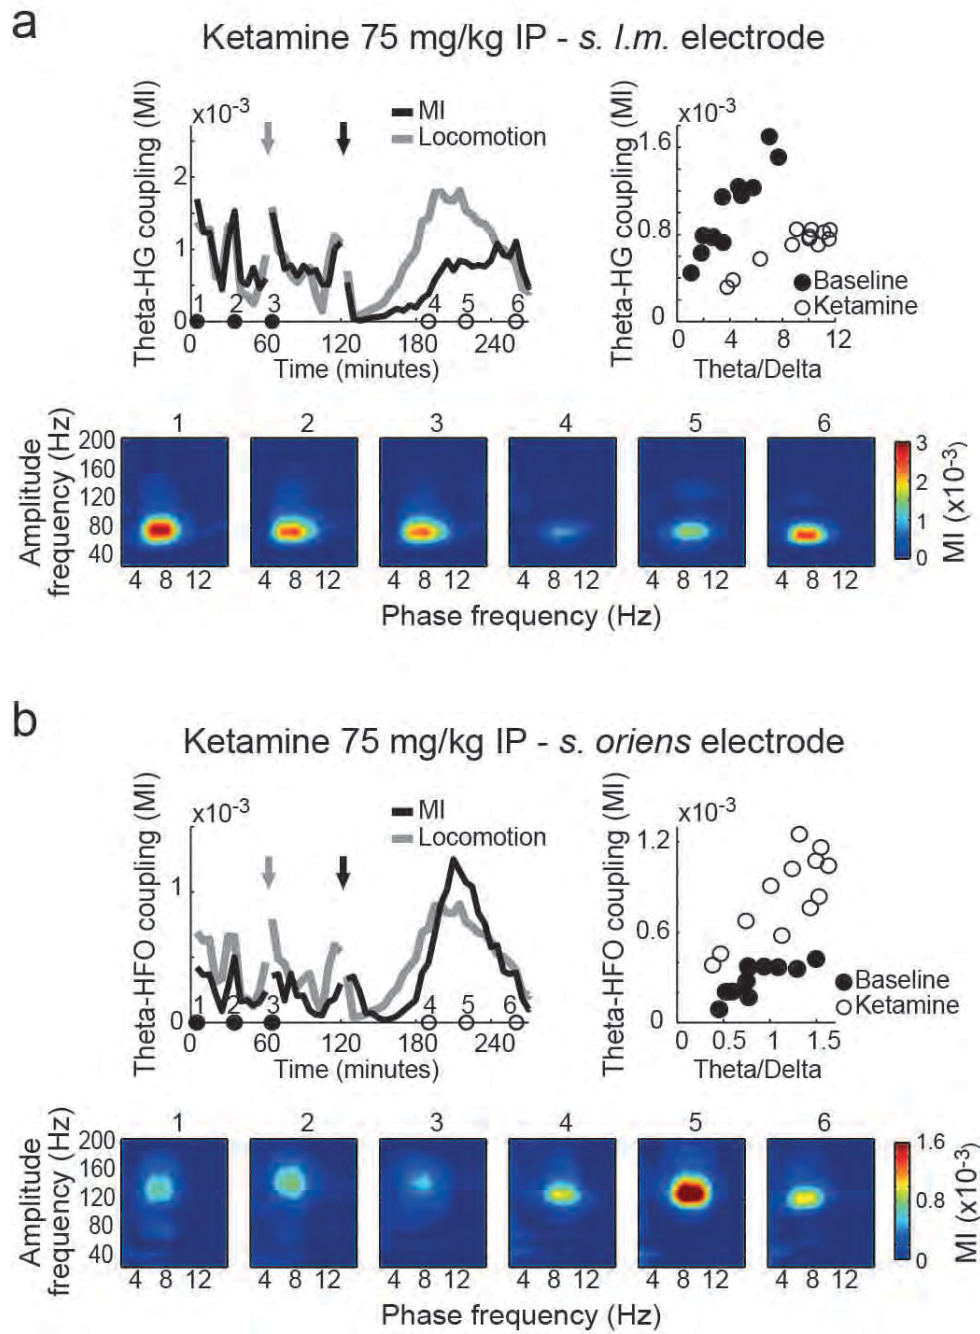 a
Ketamine 75 mg/kg IP - s. l.m. electrode
Theta-HG coupling (MI)
x10-3
2
1
0
MI
Locomotion
1 2 3 4 5 6
0 60 120 180 240
Time (minutes)
Theta-HG coupling (MI)
x10-3
1.6
0.8
0
Baseline
Ketamine
0 4 8 12
Theta/Delta
1 2 3 4 5 6
Amplitude
frequency (Hz)
200
160
120
80
40
4 8 12 4 8 12 4 8 12 4 8 12 4 8 12 4 8 12
Phase frequency (Hz)
3
2
1
0
MI (x10-3)
b
Ketamine 75 mg/kg IP - s. oriens electrode
Theta-HFO coupling (MI)
x10-3
1
0
MI
Locomotion
1 2 3 4 5 6
0 60 120 180 240
Time (minutes)
Theta-HFO coupling (MI)
x10-3
1.2
0.6
0
Baseline
Ketamine
0 0.5 1 1.5
Theta/Delta
1 2 3 4 5 6
Amplitude
frequency (Hz)
200
160
120
80
40
4 8 12 4 8 12 4 8 12 4 8 12 4 8 12 4 8 12
Phase frequency (Hz)
1.6
0.8
0
MI (x10-3)